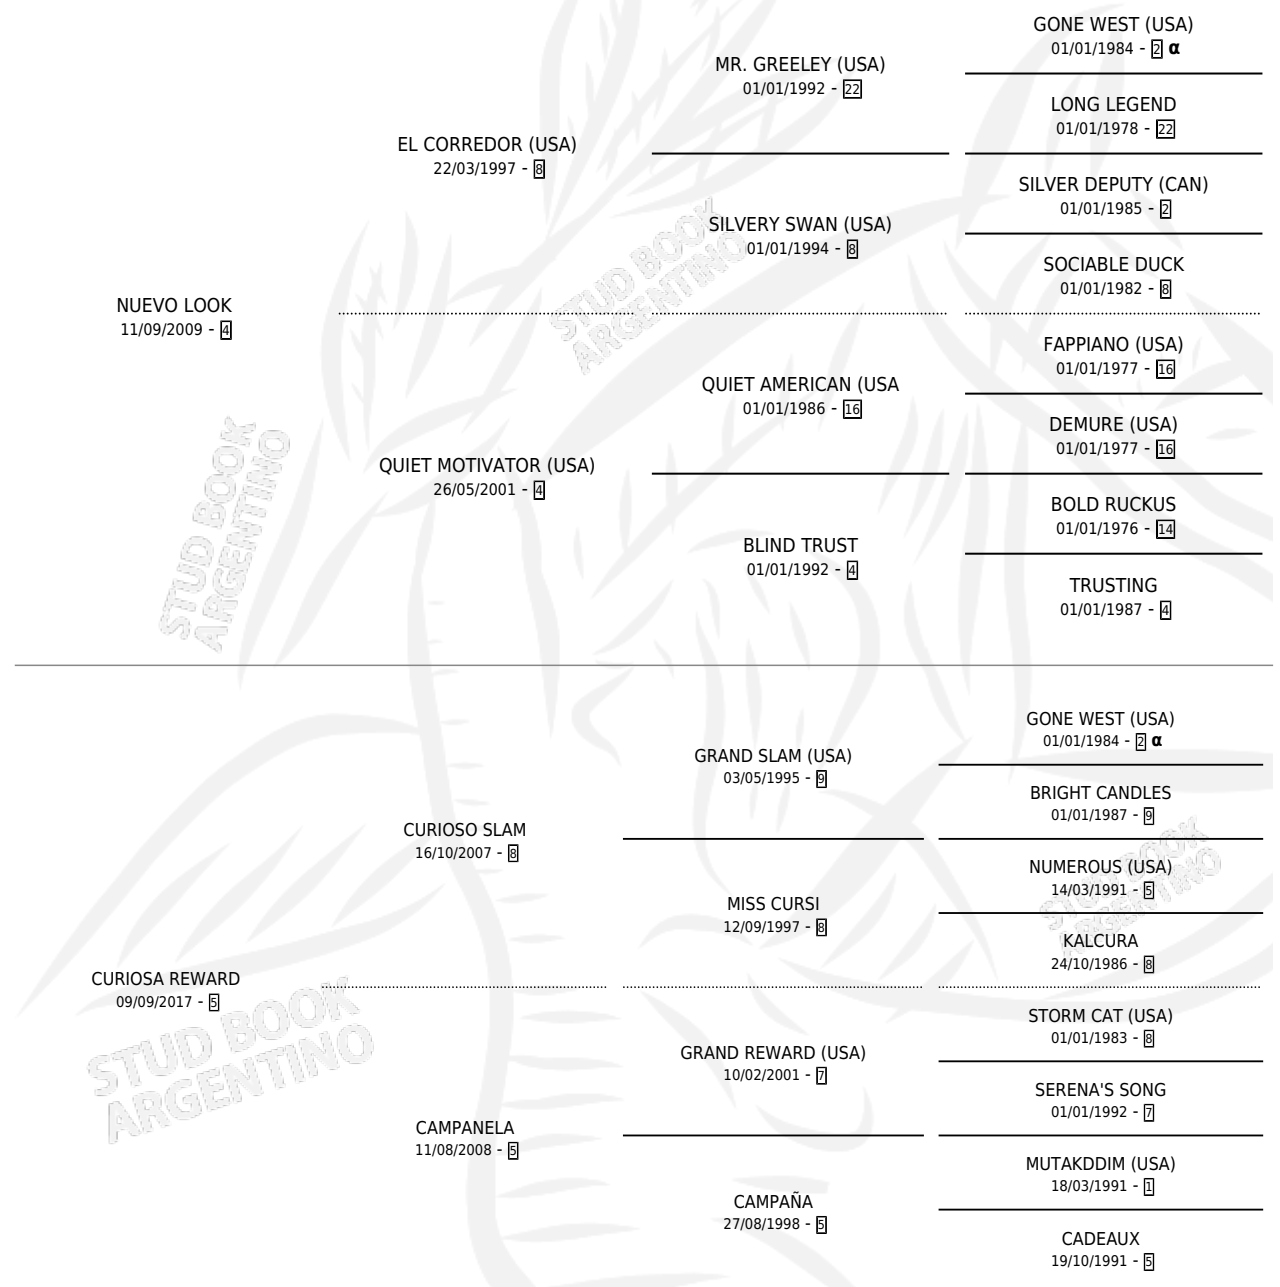 GONE WEST (USA)
01/01/1984 - 2 α
MR. GREELEY (USA)
01/01/1992 - 22
LONG LEGEND
01/01/1978 - 22
EL CORREDOR (USA)
22/03/1997 - 8
SILVER DEPUTY (CAN)
01/01/1985 - 2
SILVERY SWAN (USA)
01/01/1994 - 8
SOCIABLE DUCK
01/01/1982 - 8
NUEVO LOOK
11/09/2009 - 4
FAPPIANO (USA)
01/01/1977 - 16
QUIET AMERICAN (USA
01/01/1986 - 16
DEMURE (USA)
01/01/1977 - 16
QUIET MOTIVATOR (USA)
26/05/2001 - 4
BOLD RUCKUS
01/01/1976 - 14
BLIND TRUST
01/01/1992 - 4
TRUSTING
01/01/1987 - 4
STUD BOOK
ARGENTINO
STUD BOOK
ARGENTINO
GONE WEST (USA)
01/01/1984 - 2 α
GRAND SLAM (USA)
03/05/1995 - 9
BRIGHT CANDLES
01/01/1987 - 9
CURIOSO SLAM
16/10/2007 - 8
NUMEROUS (USA)
14/03/1991 - 5
MISS CURSI
12/09/1997 - 8
KALCURA
24/10/1986 - 8
CURIOSA REWARD
09/09/2017 - 5
STORM CAT (USA)
01/01/1983 - 8
GRAND REWARD (USA)
10/02/2001 - 7
SERENA'S SONG
01/01/1992 - 7
CAMPANELA
11/08/2008 - 5
MUTAKDDIM (USA)
18/03/1991 - 1
CAMPAÑA
27/08/1998 - 5
CADEAUX
19/10/1991 - 5
STUD BOOK
ARGENTINO
STUD BOOK
ARGENTINO